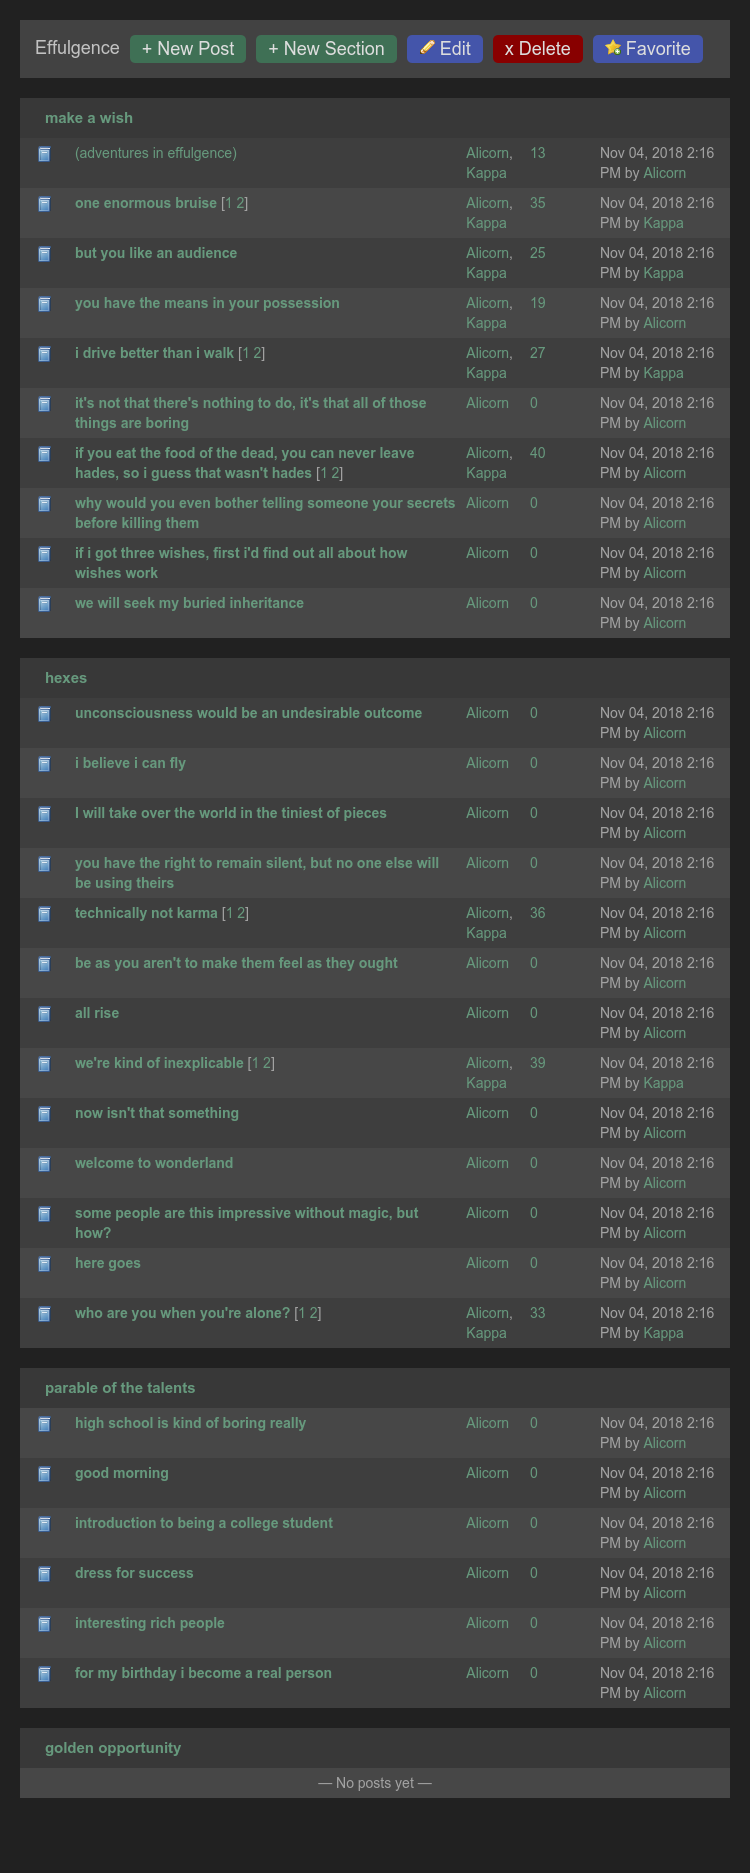 Effulgence + New Post + New Section Edit x Delete Favorite
make a wish
(adventures in effulgence) Alicorn, 13 Nov 04, 2018 2:16
Kappa PM by Alicorn
one enormous bruise [1 2] Alicorn, 35 Nov 04, 2018 2:16
Kappa PM by Kappa
but you like an audience Alicorn, 25 Nov 04, 2018 2:16
Kappa PM by Kappa
you have the means in your possession Alicorn, 19 Nov 04, 2018 2:16
Kappa PM by Alicorn
i drive better than i walk [1 2] Alicorn, 27 Nov 04, 2018 2:16
Kappa PM by Kappa
it's not that there's nothing to do, it's that all of those Alicorn 0 Nov 04, 2018 2:16
things are boring PM by Alicorn
if you eat the food of the dead, you can never leave Alicorn, 40 Nov 04, 2018 2:16
hades, so i guess that wasn't hades [1 2] Kappa PM by Alicorn
why would you even bother telling someone your secrets Alicorn 0 Nov 04, 2018 2:16
before killing them PM by Alicorn
if i got three wishes, first i'd find out all about how Alicorn 0 Nov 04, 2018 2:16
wishes work PM by Alicorn
we will seek my buried inheritance Alicorn 0 Nov 04, 2018 2:16
PM by Alicorn
hexes
unconsciousness would be an undesirable outcome Alicorn 0 Nov 04, 2018 2:16
PM by Alicorn
i believe i can fly Alicorn 0 Nov 04, 2018 2:16
PM by Alicorn
I will take over the world in the tiniest of pieces Alicorn 0 Nov 04, 2018 2:16
PM by Alicorn
you have the right to remain silent, but no one else will Alicorn 0 Nov 04, 2018 2:16
be using theirs PM by Alicorn
technically not karma [1 2] Alicorn, 36 Nov 04, 2018 2:16
Kappa PM by Alicorn
be as you aren't to make them feel as they ought Alicorn 0 Nov 04, 2018 2:16
PM by Alicorn
all rise Alicorn 0 Nov 04, 2018 2:16
PM by Alicorn
we're kind of inexplicable [1 2] Alicorn, 39 Nov 04, 2018 2:16
Kappa PM by Kappa
now isn't that something Alicorn 0 Nov 04, 2018 2:16
PM by Alicorn
welcome to wonderland Alicorn 0 Nov 04, 2018 2:16
PM by Alicorn
some people are this impressive without magic, but Alicorn 0 Nov 04, 2018 2:16
how? PM by Alicorn
here goes Alicorn 0 Nov 04, 2018 2:16
PM by Alicorn
who are you when you're alone? [1 2] Alicorn, 33 Nov 04, 2018 2:16
Kappa PM by Kappa
parable of the talents
high school is kind of boring really Alicorn 0 Nov 04, 2018 2:16
PM by Alicorn
good morning Alicorn 0 Nov 04, 2018 2:16
PM by Alicorn
introduction to being a college student Alicorn 0 Nov 04, 2018 2:16
PM by Alicorn
dress for success Alicorn 0 Nov 04, 2018 2:16
PM by Alicorn
interesting rich people Alicorn 0 Nov 04, 2018 2:16
PM by Alicorn
for my birthday i become a real person Alicorn 0 Nov 04, 2018 2:16
PM by Alicorn
golden opportunity
— No posts yet —